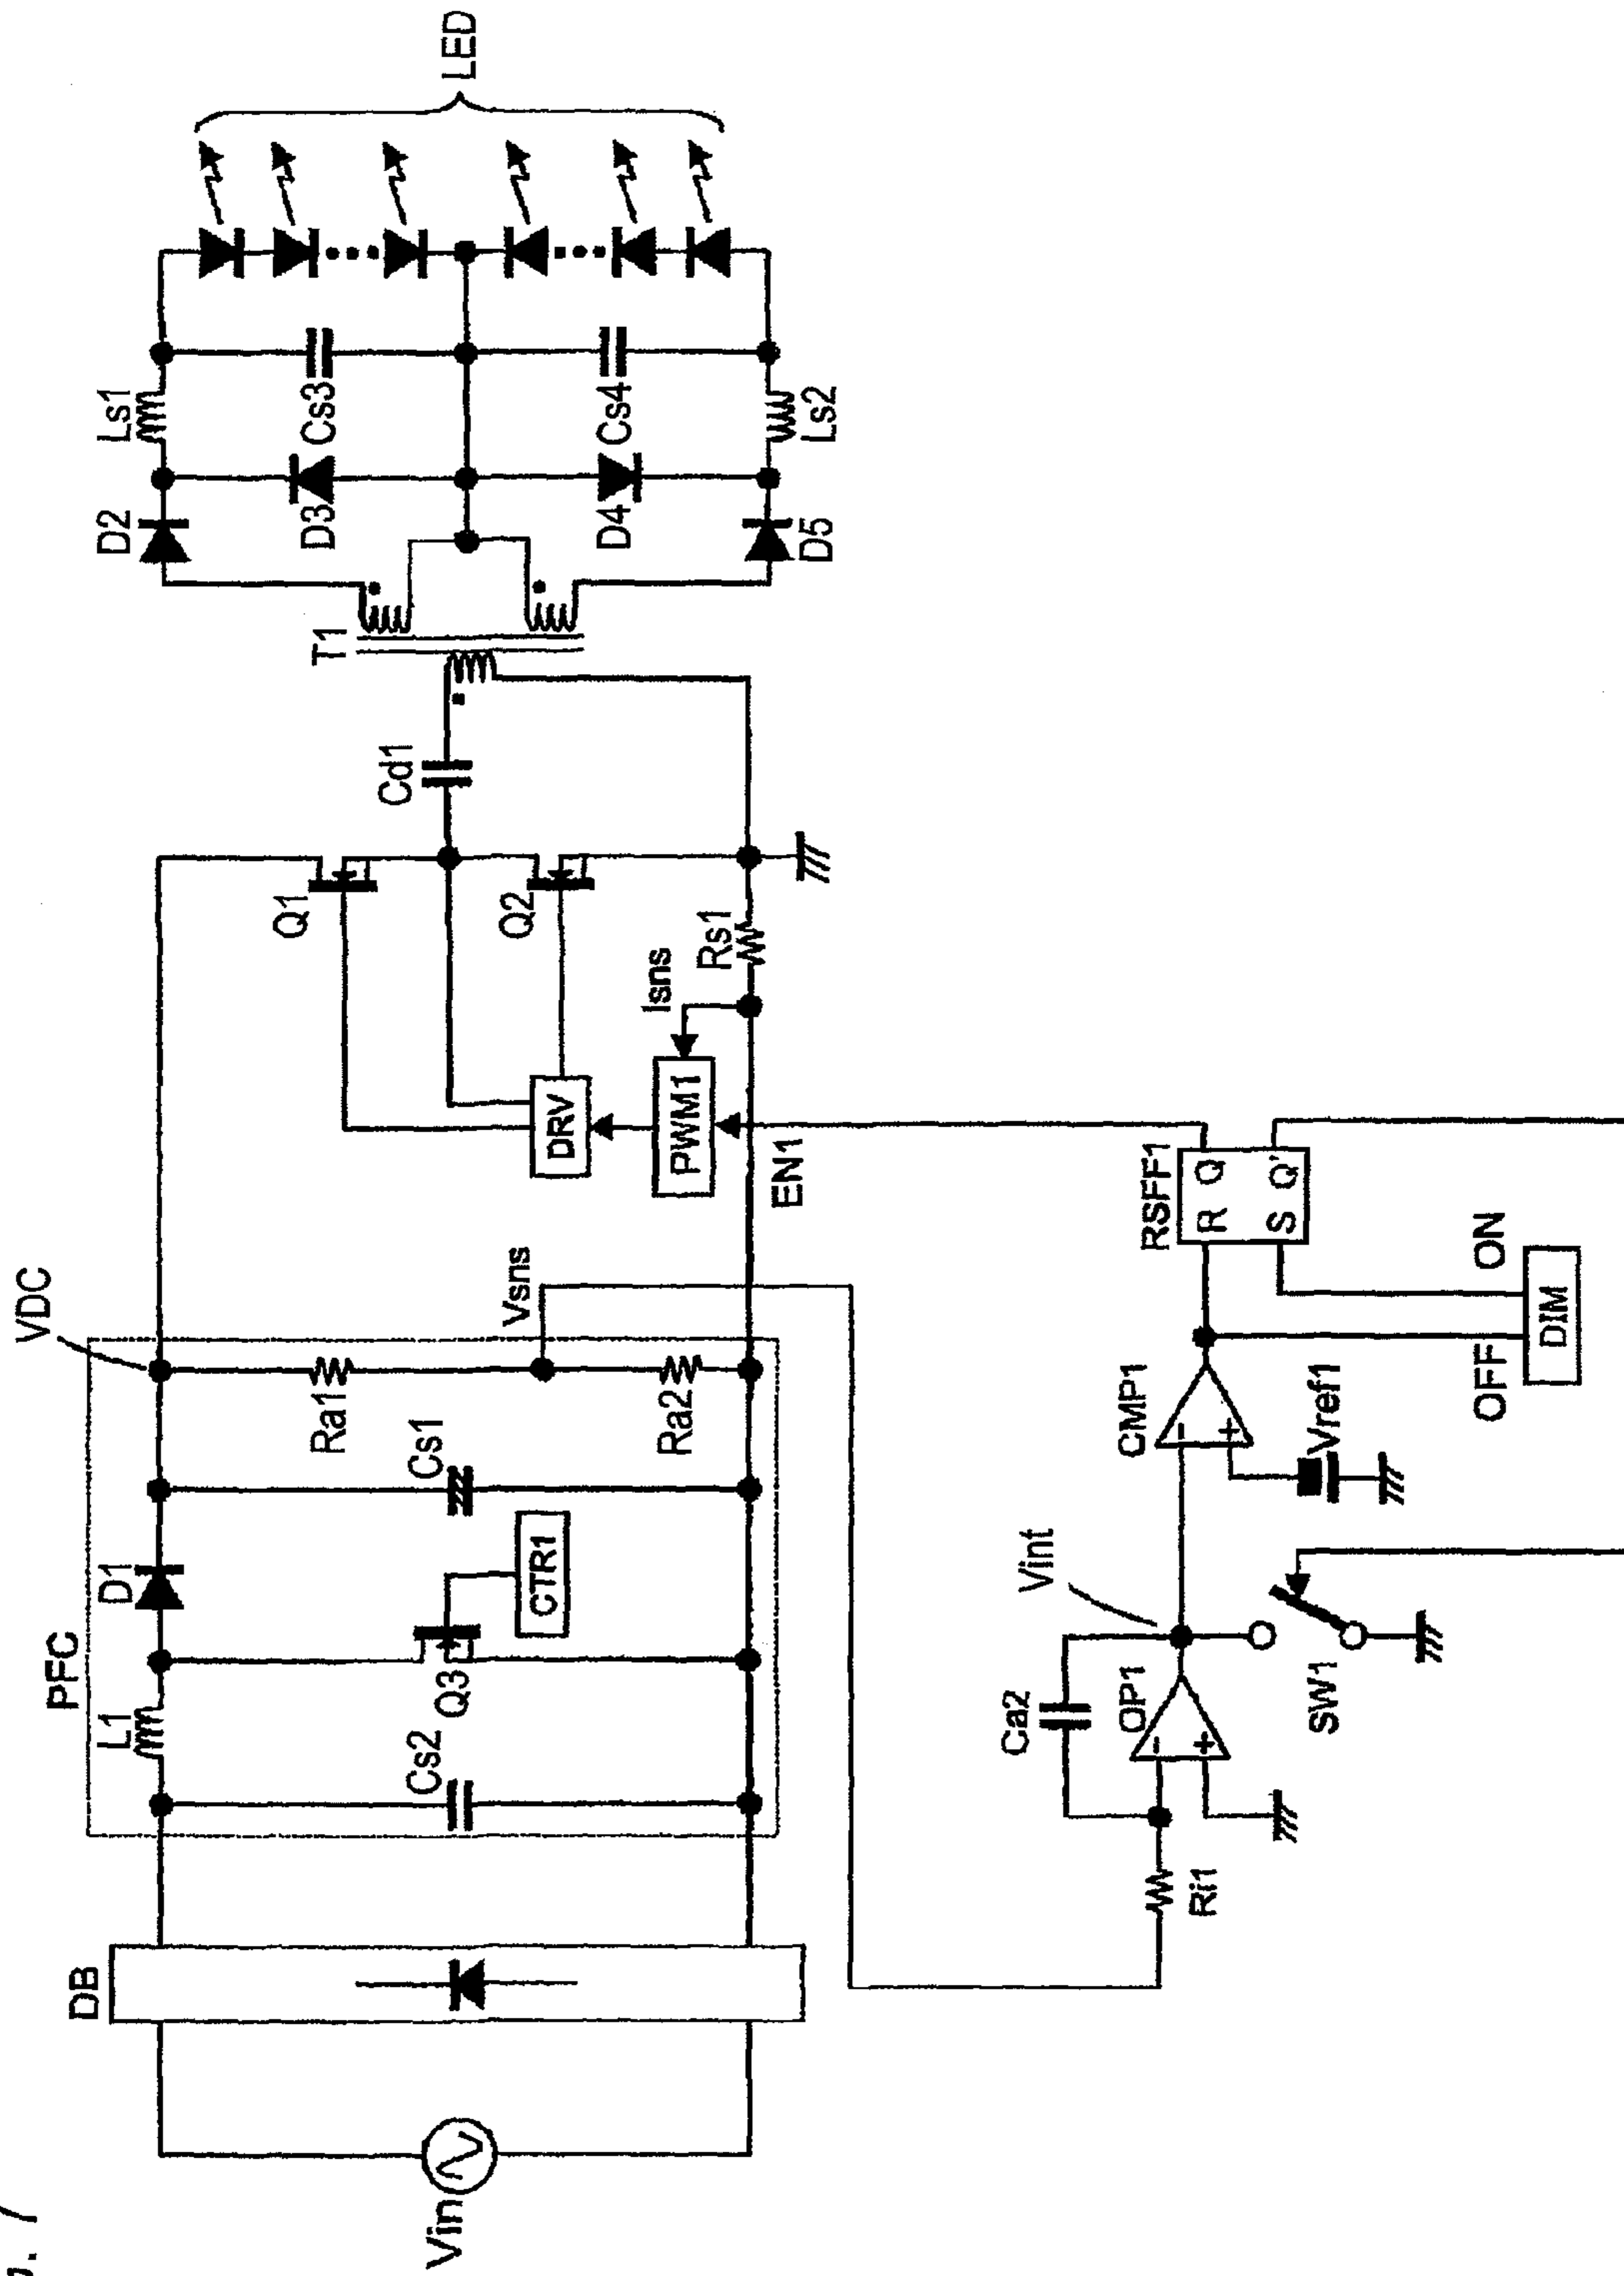 . 7
PFC
VDC
DB
L1
D1
Cs2
Q3
CTR1
Cs1
Ra1
Ra2
Vsns
Vin
Q1
Q2
DRV
PWM1
Isns
Rs1
EN1
Cd1
T1
D2
D3
D4
D5
Ls1
Cs3
Cs4
Ls2
LED
Ri1
Ca2
OP1
-
+
Vint
SW1
CMP1
-
+
Vref1
RSFF1
R Q
S Q'
OFF ON
DIM